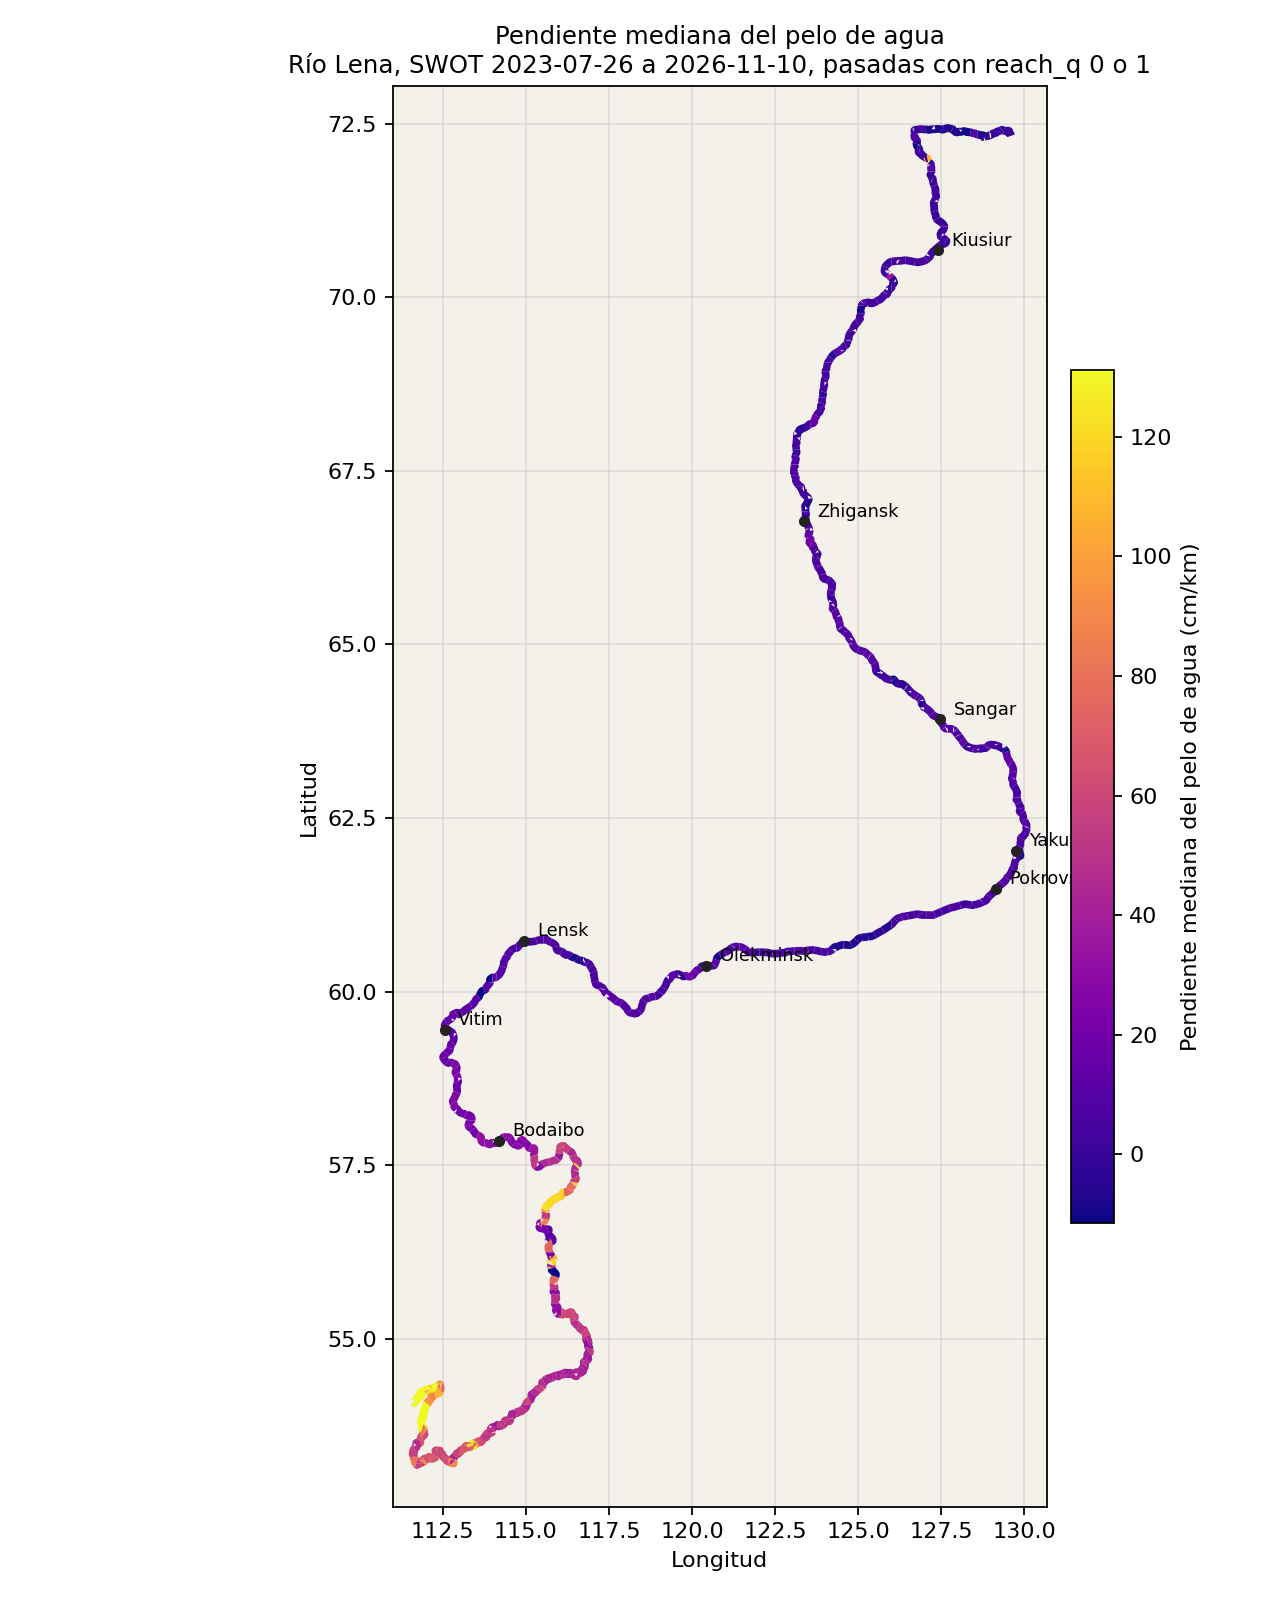 Pendiente mediana del pelo de agua
Río Lena, SWOT 2023-07-26 a 2026-11-10, pasadas con reach_q 0 o 1
72.5
70.0
67.5
65.0
62.5
60.0
57.5
55.0
Latitud
Kiusiur
Zhigansk
Sangar
Yaku
Pokrovs
Lensk
Olekminsk
Vitim
Bodaibo
112.5
115.0
117.5
120.0
122.5
125.0
127.5
130.0
Longitud
120
100
80
60
40
20
0
Pendiente mediana del pelo de agua (cm/km)